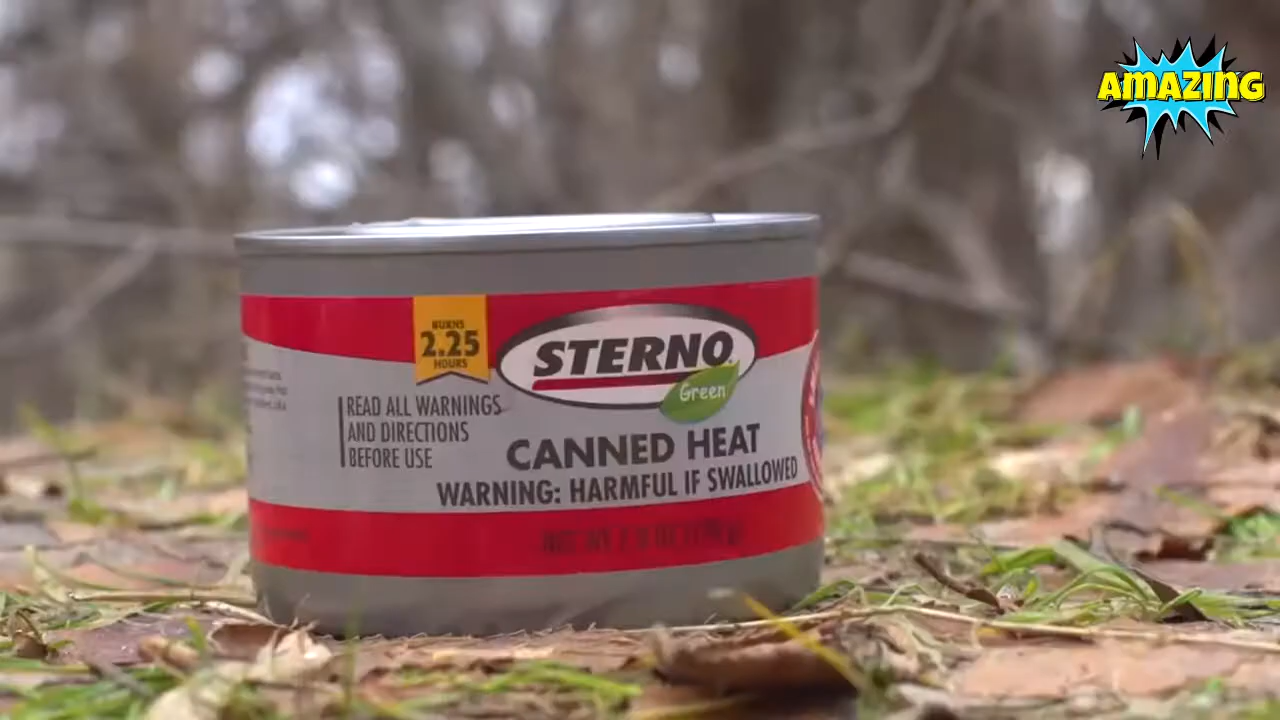 AMAZING
BURNS
2.25
HOURS
STERNO
Green
READ ALL WARNINGS
AND DIRECTIONS
BEFORE USE
CANNED HEAT
WARNING: HARMFUL IF SWALLOWED